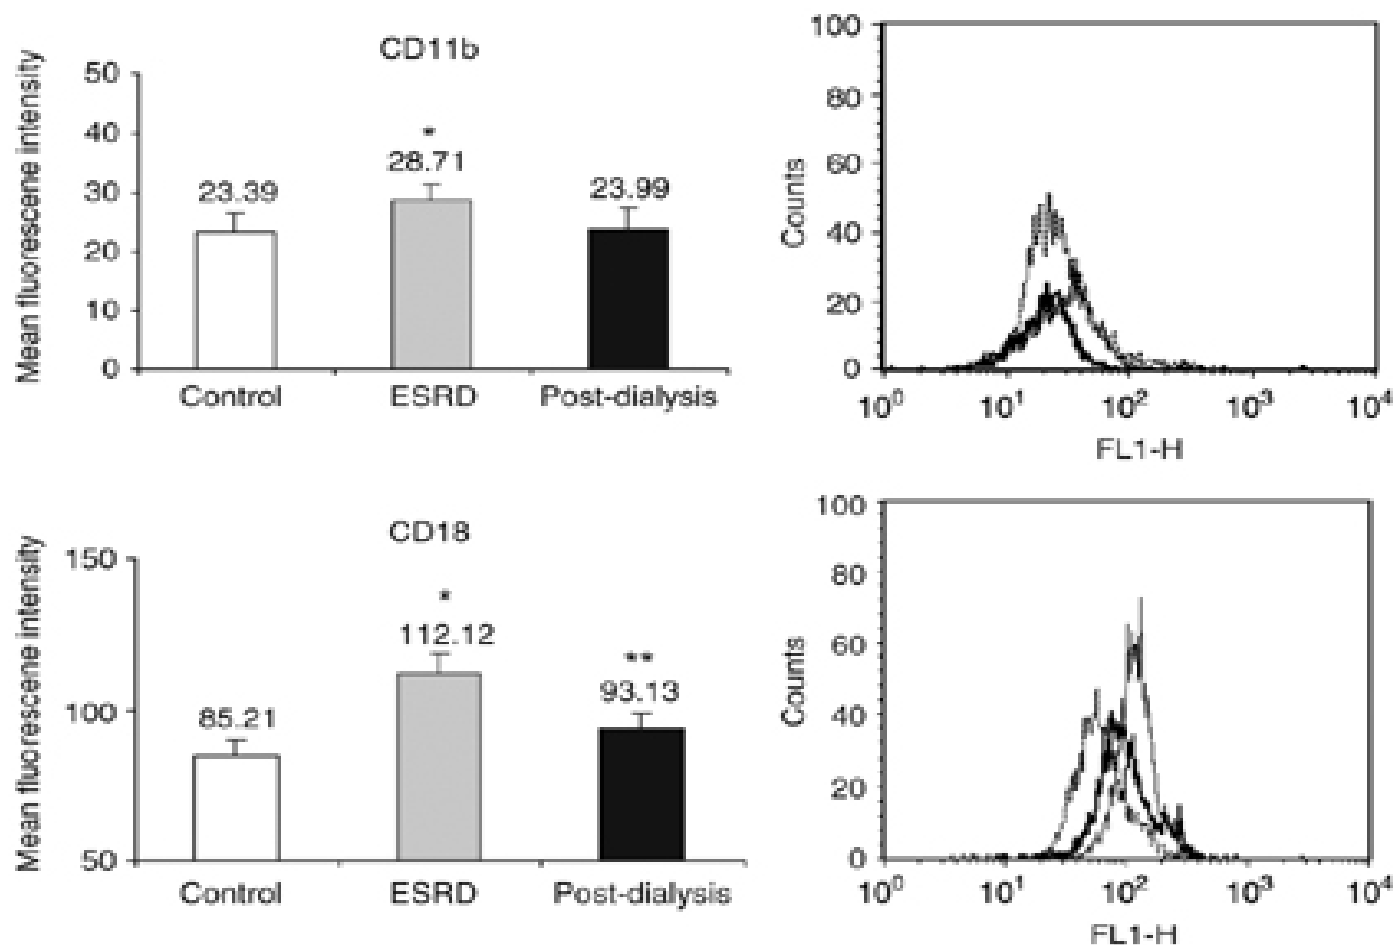 CD11b
Mean fluorescene intensity
50
40
30
20
10
0
*
23.39
28.71
23.99
Control
ESRD
Post-dialysis
100
80
60
40
20
0
Counts
10⁰
10¹
10²
10³
10⁴
FL1-H
CD18
Mean fluorescene intensity
150
100
50
*
**
85.21
112.12
93.13
Control
ESRD
Post-dialysis
100
80
60
40
20
0
Counts
10⁰
10¹
10²
10³
10⁴
FL1-H